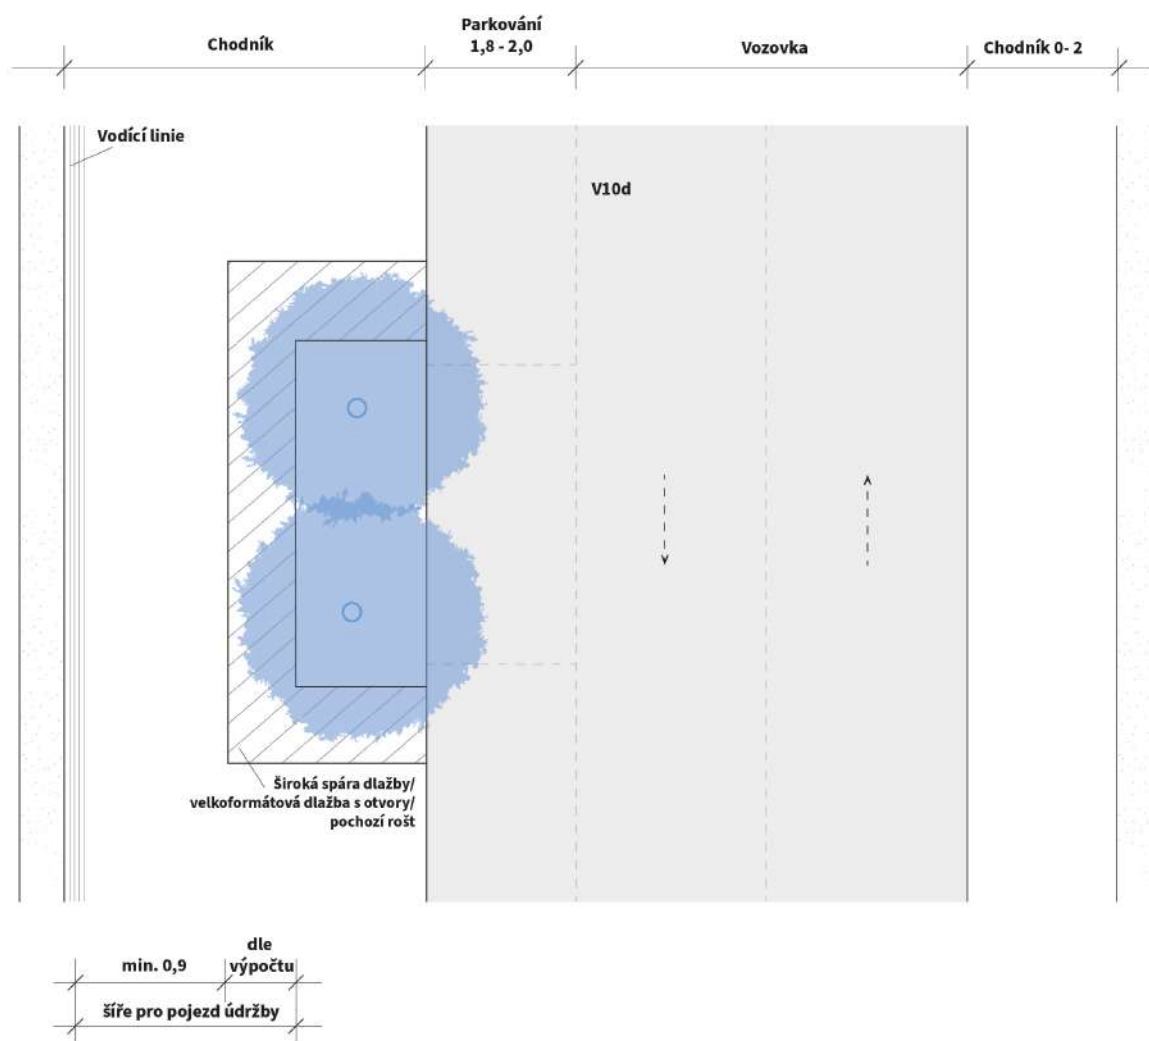 Chodník
Parkování
1,8 - 2,0
Vozovka
Chodník 0- 2
Vodící linie
V10d
Široká spára dlažby/
velkoformátová dlažba s otvory/
pochozí rošt
dle
výpočtu
min. 0,9
šíře pro pojezd údržby